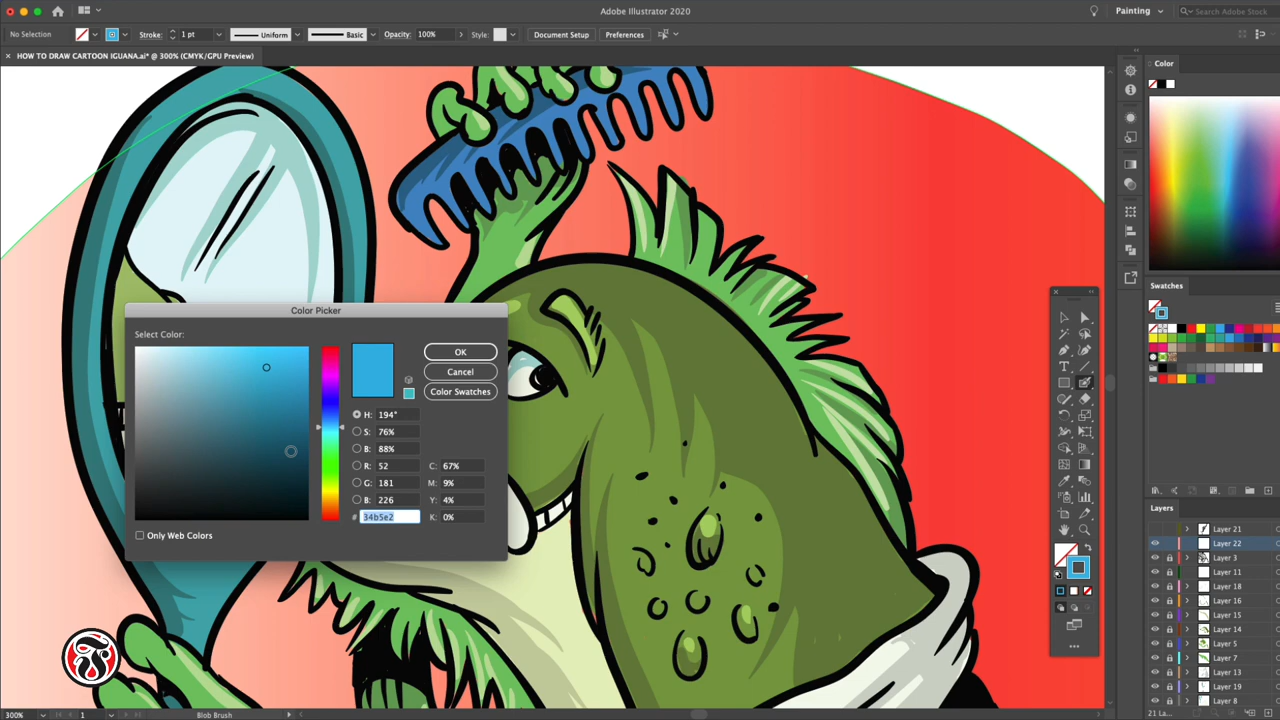 Adobe Illustrator 2020
Painting
Search Adobe Stock
No Selection
Stroke:
1 pt
Uniform
Basic
Opacity:
100%
Style:
Document Setup
Preferences
HOW TO DRAW CARTOON IGUANA.ai* @ 300% (CMYK/GPU Preview)
Color
Swatches
Layers
Layer 21
Layer 22
Layer 3
Layer 11
Layer 18
Layer 16
Layer 15
Layer 14
Layer 5
Layer 7
Layer 13
Layer 19
Layer 8
21 La...
Color Picker
Select Color:
OK
Cancel
Color Swatches
H: 194°
S: 76%
B: 88%
R: 52
C: 67%
G: 181
M: 9%
B: 226
Y: 4%
# 34b5e2
K: 0%
Only Web Colors
300%
1
Blob Brush